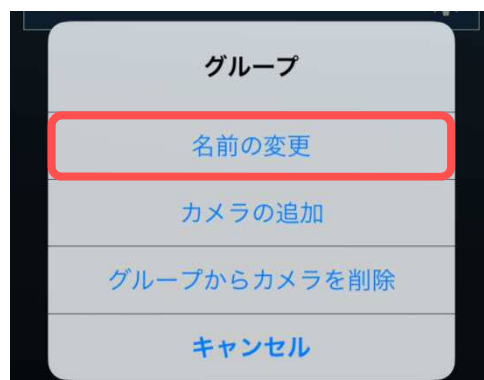 グループ
名前の変更
カメラの追加
グループからカメラを削除
キャンセル